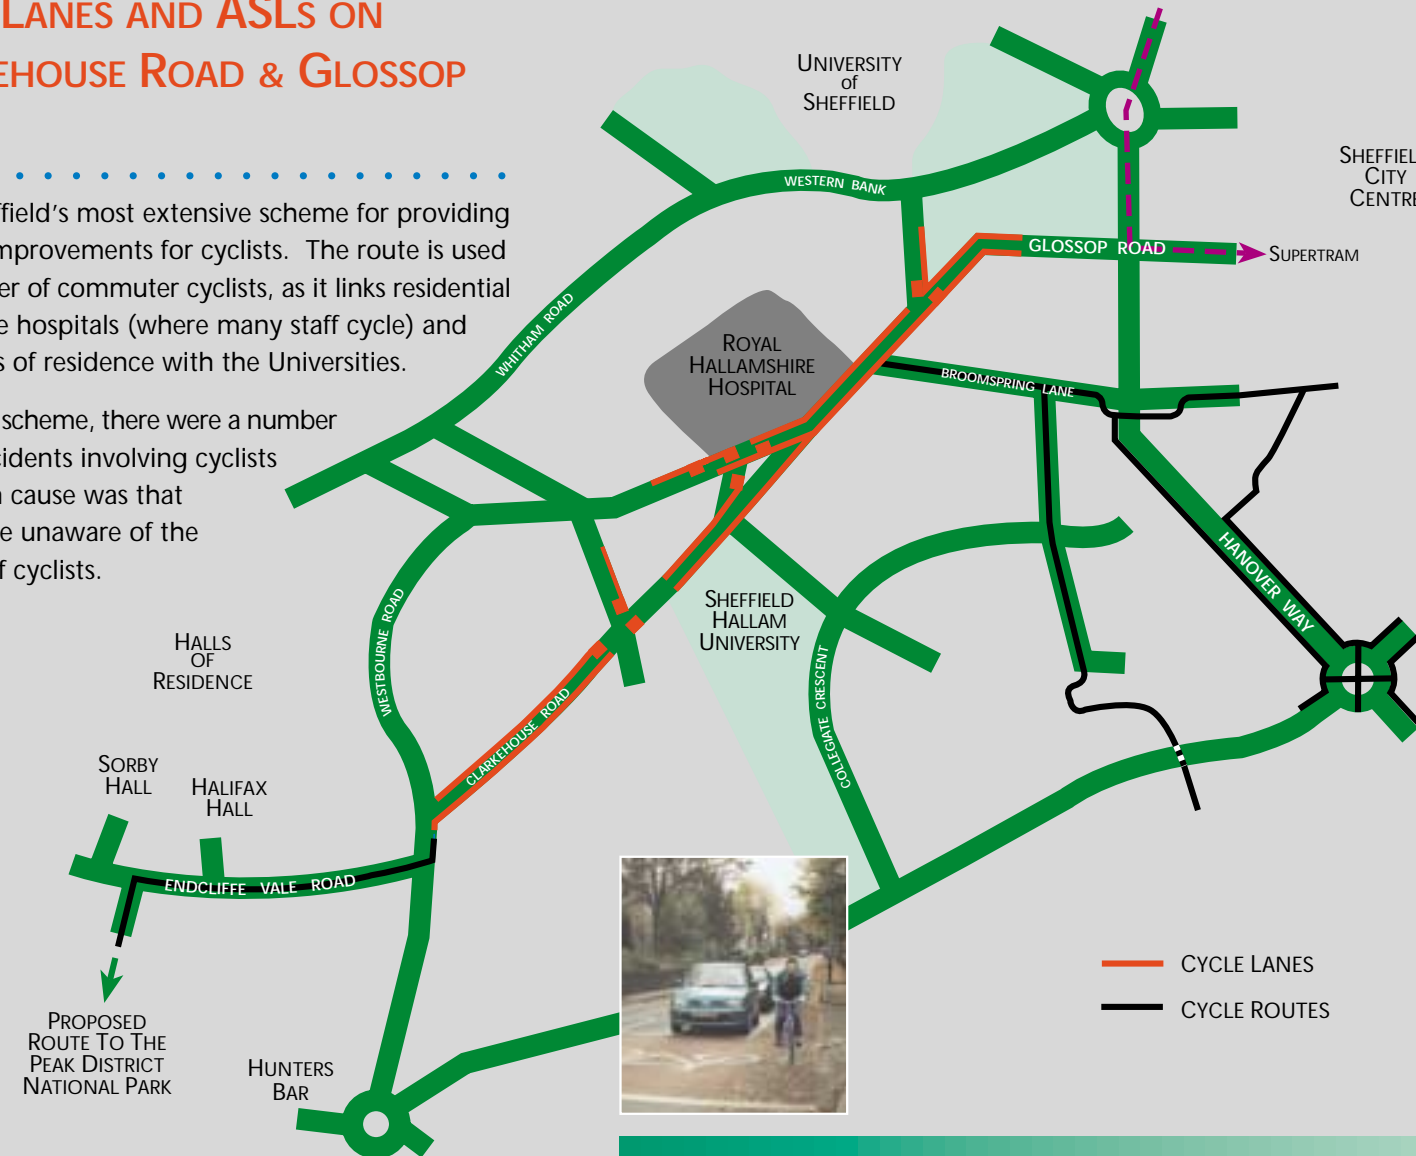 LANES AND ASLS ON
EHOUSE ROAD & GLOSSOP
ffield's most extensive scheme for providing
mprovements for cyclists. The route is used
er of commuter cyclists, as it links residential
e hospitals (where many staff cycle) and
s of residence with the Universities.
scheme, there were a number
cidents involving cyclists
cause was that
e unaware of the
f cyclists.
UNIVERSITY
of
SHEFFIELD
SHEFFIEL
CITY
CENTRE
WESTERN BANK
GLOSSOP ROAD
SUPERTRAM
WHITHAM ROAD
ROYAL
HALLAMSHIRE
HOSPITAL
BROOMSPRING LANE
HANOVER WAY
SHEFFIELD
HALLAM
UNIVERSITY
COLLEGIATE CRESCENT
WESTBOURNE ROAD
HALLS
OF
RESIDENCE
CLARKEHOUSE ROAD
SORBY
HALL
HALIFAX
HALL
ENDCLIFFE VALE ROAD
PROPOSED
ROUTE TO THE
PEAK DISTRICT
NATIONAL PARK
HUNTERS
BAR
CYCLE LANES
CYCLE ROUTES